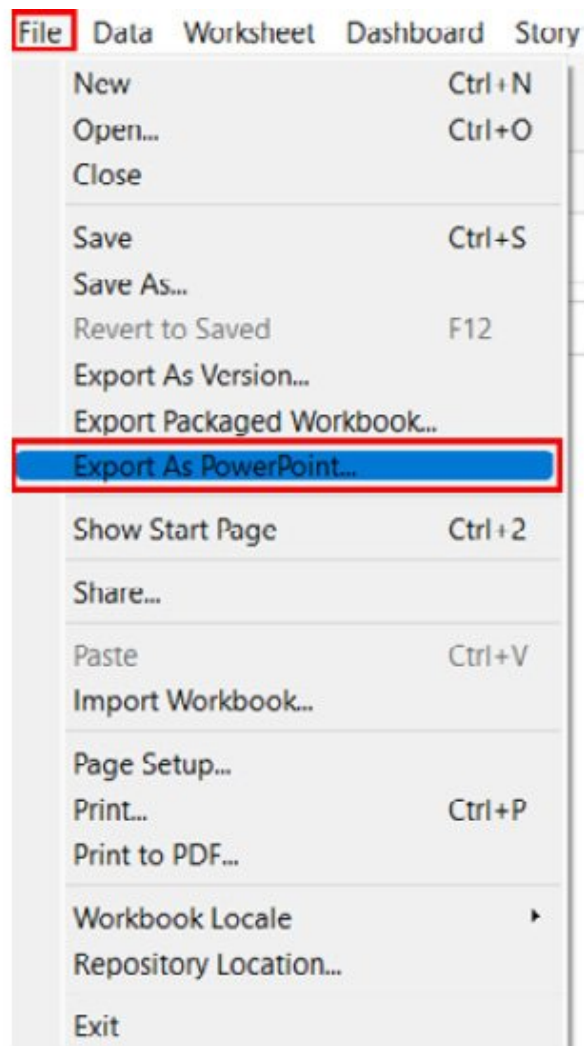 File Data Worksheet Dashboard Story
New Ctrl+N
Open... Ctrl+O
Close
Save Ctrl+S
Save As...
Revert to Saved F12
Export As Version...
Export Packaged Workbook...
Export As PowerPoint...
Show Start Page Ctrl+2
Share...
Paste Ctrl+V
Import Workbook...
Page Setup...
Print... Ctrl+P
Print to PDF...
Workbook Locale
Repository Location...
Exit